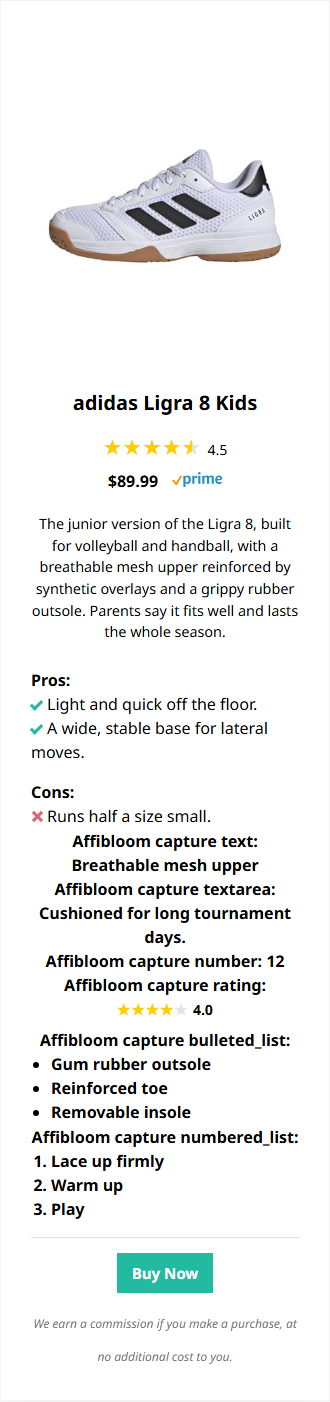 LIGRA
adidas Ligra 8 Kids
4.5
$89.99 prime
The junior version of the Ligra 8, built
for volleyball and handball, with a
breathable mesh upper reinforced by
synthetic overlays and a grippy rubber
outsole. Parents say it fits well and lasts
the whole season.
Pros:
Light and quick off the floor.
A wide, stable base for lateral
moves.
Cons:
Runs half a size small.
Affibloom capture text:
Breathable mesh upper
Affibloom capture textarea:
Cushioned for long tournament
days.
Affibloom capture number: 12
Affibloom capture rating:
4.0
Affibloom capture bulleted_list:
• Gum rubber outsole
• Reinforced toe
• Removable insole
Affibloom capture numbered_list:
1. Lace up firmly
2. Warm up
3. Play
Buy Now
We earn a commission if you make a purchase, at
no additional cost to you.